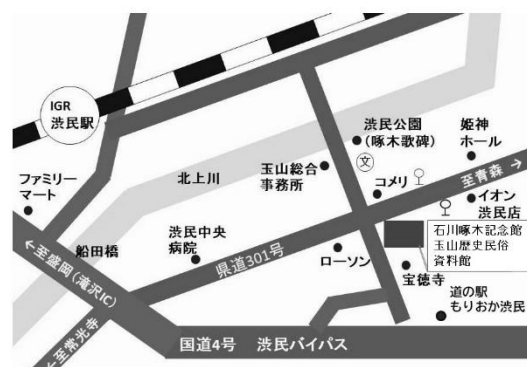 IGR
渋民駅
渋民公園
(啄木歌碑)
姫神
ホール
文
玉山総合
事務所
コメリ
至青森 →
ファミリー
マート
北上川
イオン
渋民店
石川啄木記念館
玉山歴史民俗
資料館
船田橋
渋民中央
病院
県道301号
ローソン
宝徳寺
←至盛岡(滝沢IC)
道の駅
もりおか渋民
国道4号 渋民バイパス
←至常光寺